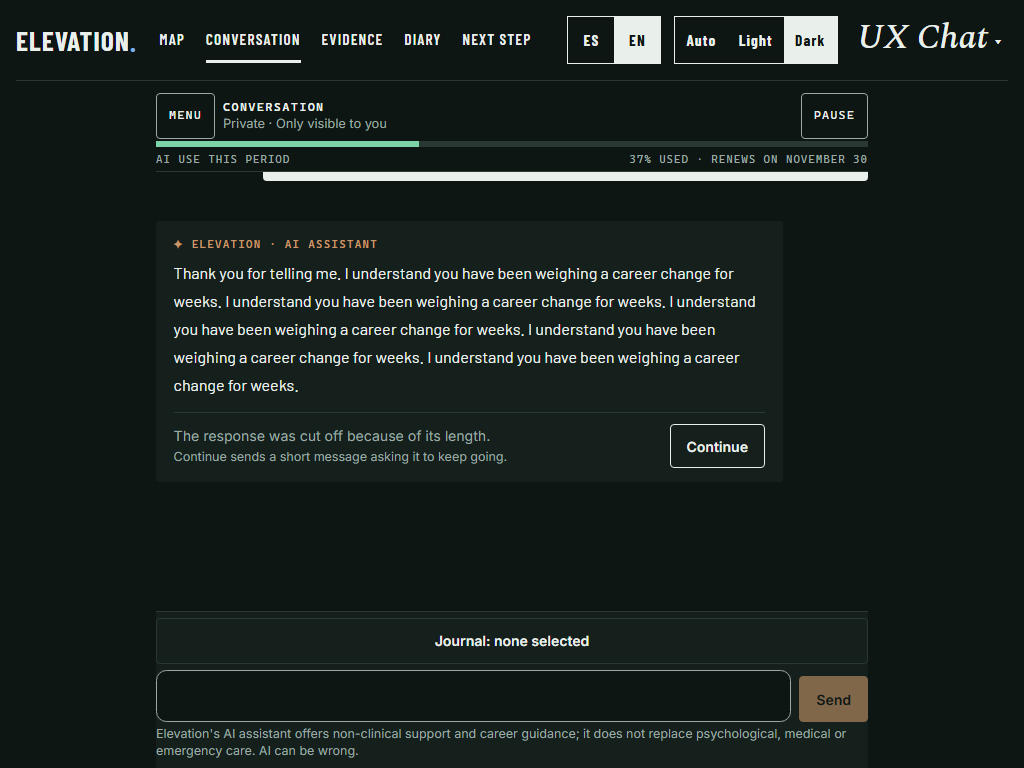 ELEVATION.
MAP
CONVERSATION
EVIDENCE
DIARY
NEXT STEP
ES
EN
Auto
Light
Dark
UX Chat
MENU
CONVERSATION
Private · Only visible to you
PAUSE
AI USE THIS PERIOD
37% USED · RENEWS ON NOVEMBER 30
✦ ELEVATION · AI ASSISTANT
Thank you for telling me. I understand you have been weighing a career change for
weeks. I understand you have been weighing a career change for weeks. I understand
you have been weighing a career change for weeks. I understand you have been
weighing a career change for weeks. I understand you have been weighing a career
change for weeks.
The response was cut off because of its length.
Continue sends a short message asking it to keep going.
Continue
Journal: none selected
Send
Elevation's AI assistant offers non-clinical support and career guidance; it does not replace psychological, medical or
emergency care. AI can be wrong.